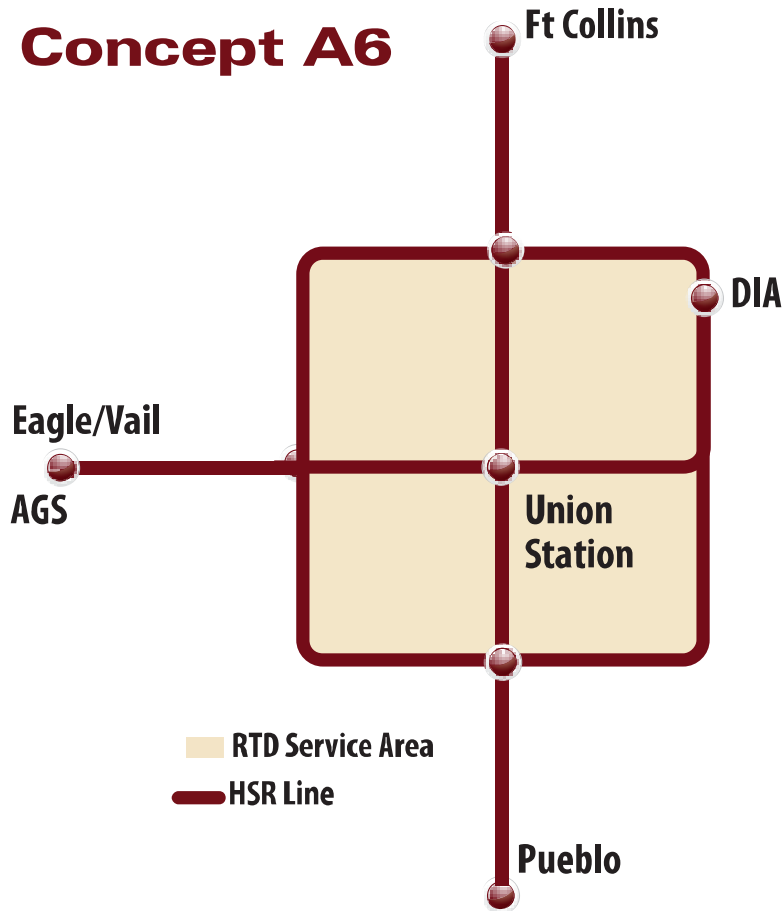 Concept A6
Ft Collins
DIA
Eagle/Vail
AGS
Union
Station
RTD Service Area
HSR Line
Pueblo